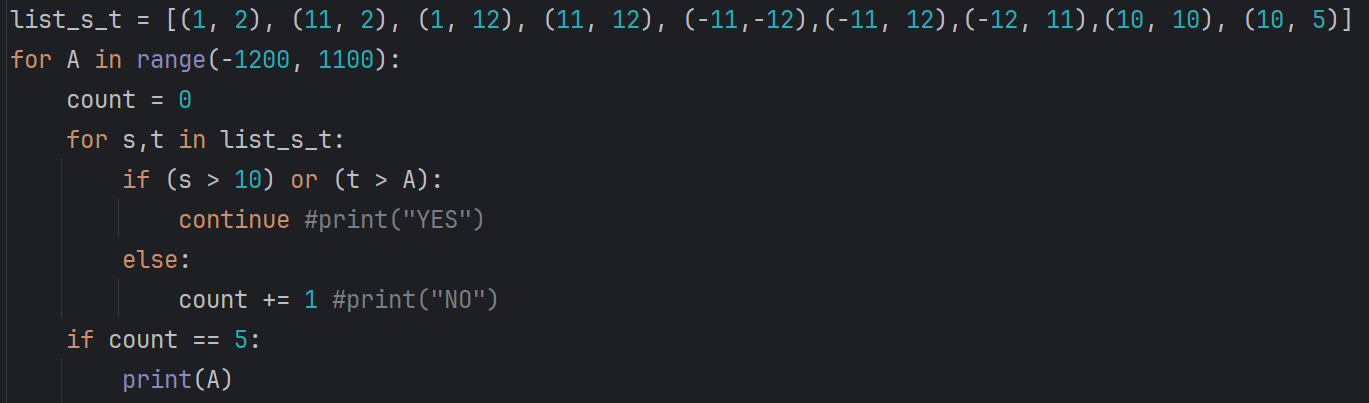 list_s_t = [(1, 2), (11, 2), (1, 12), (11, 12), (-11,-12),(-11, 12),(-12, 11),(10, 10), (10, 5)]
for A in range(-1200, 1100):
    count = 0
    for s,t in list_s_t:
        if (s > 10) or (t > A):
            continue #print("YES")
        else:
            count += 1 #print("NO")
    if count == 5:
        print(A)